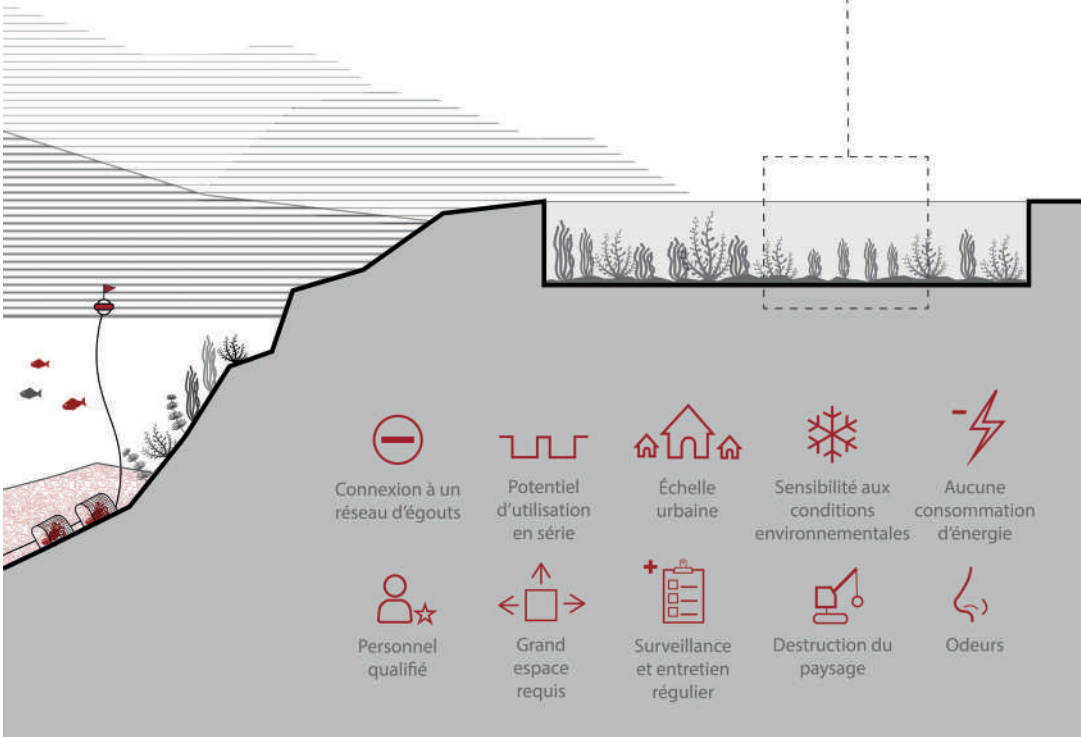 Connexion à un
réseau d'égouts
Potentiel
d'utilisation
en série
Échelle
urbaine
Sensibilité aux
conditions
environnementales
Aucune
consommation
d'énergie
Personnel
qualifié
Grand
espace
requis
Surveillance
et entretien
régulier
Destruction du
paysage
Odeurs